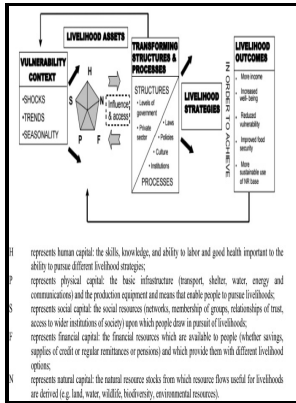 LIVELIHOOD ASSETS
VULNERABILITY
CONTEXT
•SHOCKS
•TRENDS
•SEASONALITY
H
S
N
P
F
Influence
& access
TRANSFORMING
STRUCTURES &
PROCESSES
STRUCTURES
• Levels of
government
• Private
sector
• Laws
• Policies
• Culture
• Institutions
PROCESSES
LIVELIHOOD
STRATEGIES
IN ORDER TO ACHIEVE
LIVELIHOOD
OUTCOMES
• More income
• Increased
well-being
• Reduced
vulnerability
• Improved food
security
• More
sustainable use
of NR base
H represents human capital: the skills, knowledge, and ability to labor and good health important to the
ability to pursue different livelihood strategies;
P represents physical capital: the basic infrastructure (transport, shelter, water, energy and
communications) and the production equipment and means that enable people to pursue livelihoods;
S represents social capital: the social resources (networks, membership of groups, relationships of trust,
access to wider institutions of society) upon which people draw in pursuit of livelihoods;
F represents financial capital: the financial resources which are available to people (whether savings,
supplies of credit or regular remittances or pensions) and which provide them with different livelihood
options;
N represents natural capital: the natural resource stocks from which resource flows useful for livelihoods
are derived (e.g. land, water, wildlife, biodiversity, environmental resources).